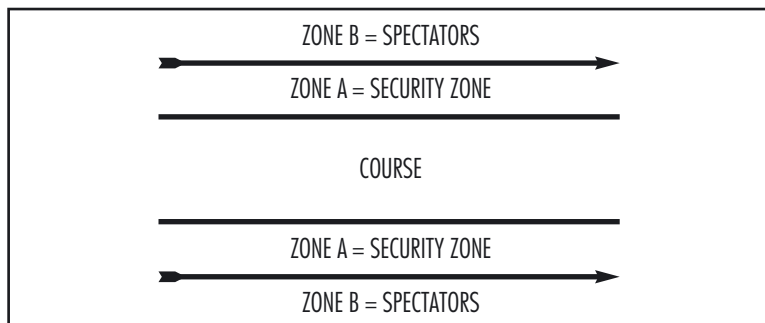 ZONE B = SPECTATORS
ZONE A = SECURITY ZONE
COURSE
ZONE A = SECURITY ZONE
ZONE B = SPECTATORS